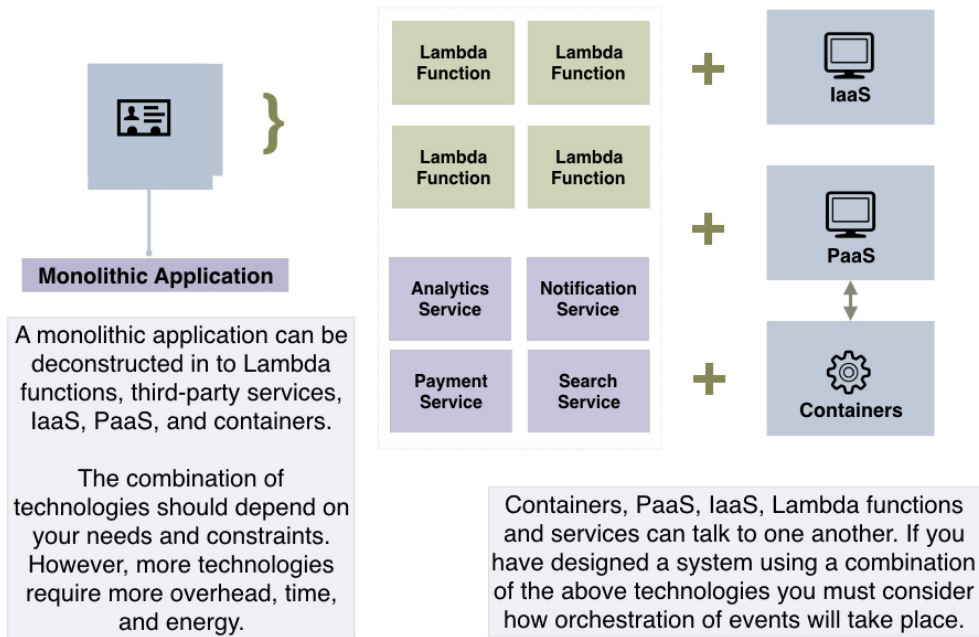 Lambda
Function
Lambda
Function
IaaS
Lambda
Function
Lambda
Function
PaaS
Monolithic Application
Analytics
Service
Notification
Service
Payment
Service
Search
Service
Containers
A monolithic application can be
deconstructed in to Lambda
functions, third-party services,
IaaS, PaaS, and containers.
The combination of
technologies should depend on
your needs and constraints.
However, more technologies
require more overhead, time,
and energy.
Containers, PaaS, IaaS, Lambda functions
and services can talk to one another. If you
have designed a system using a combination
of the above technologies you must consider
how orchestration of events will take place.